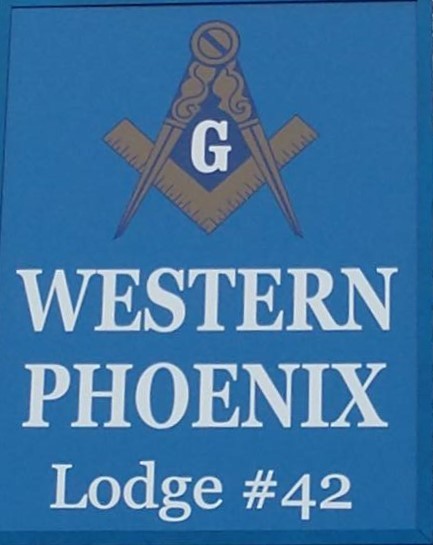 G
WESTERN
PHOENIX
Lodge #42